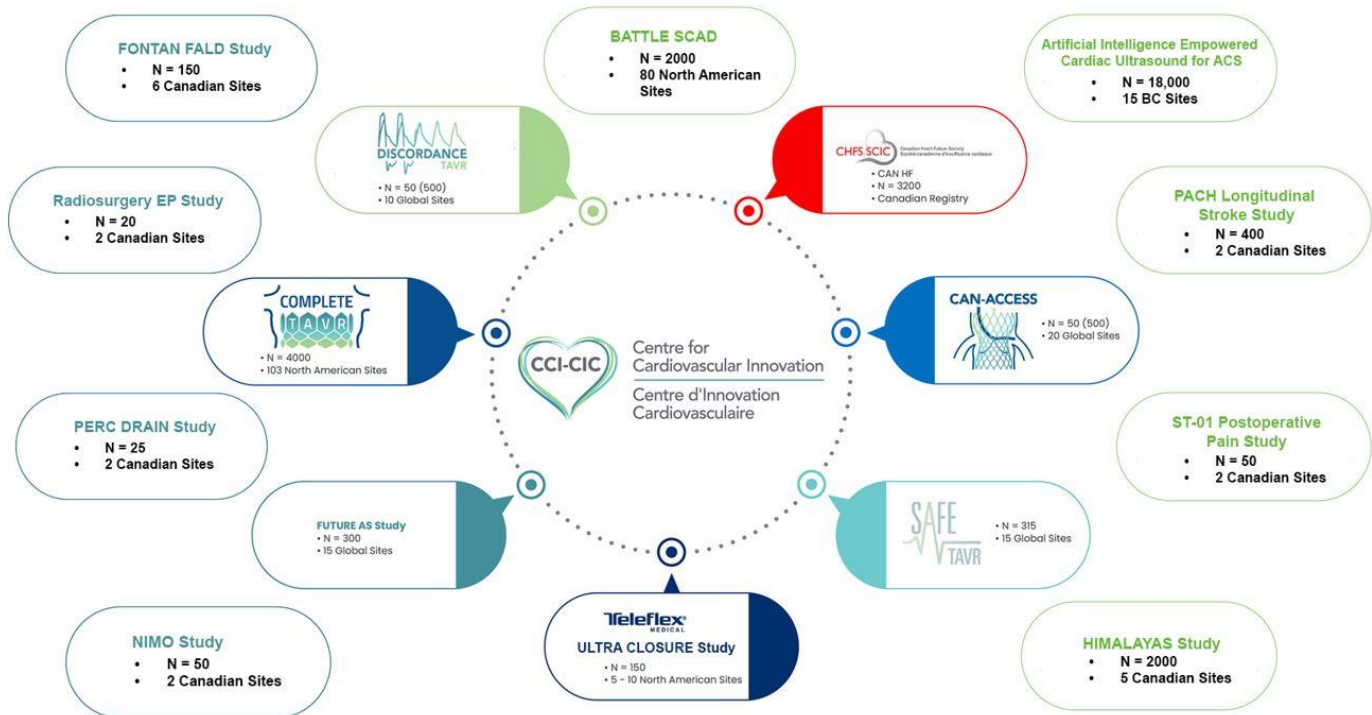 FONTAN FALD Study
• N = 150
• 6 Canadian Sites
BATTLE SCAD
• N = 2000
• 80 North American
Sites
Artificial Intelligence Empowered
Cardiac Ultrasound for ACS
• N = 18,000
• 15 BC Sites
DISCORDANCE
TAVR
• N = 50 (500)
• 10 Global Sites
CHFS SCIC
Canadian Heart Failure Society
Société canadienne d'insuffisance cardiaque
• CAN HF
• N = 3200
• Canadian Registry
Radiosurgery EP Study
• N = 20
• 2 Canadian Sites
PACH Longitudinal
Stroke Study
• N = 400
• 2 Canadian Sites
COMPLETE
TAVR
• N = 4000
• 103 North American Sites
CAN-ACCESS
• N = 50 (500)
• 20 Global Sites
CCI-CIC
Centre for
Cardiovascular Innovation
Centre d'Innovation
Cardiovasculaire
PERC DRAIN Study
• N = 25
• 2 Canadian Sites
ST-01 Postoperative
Pain Study
• N = 50
• 2 Canadian Sites
FUTURE AS Study
• N = 300
• 15 Global Sites
SAFE
TAVR
• N = 315
• 15 Global Sites
Teleflex®
MEDICAL
ULTRA CLOSURE Study
• N = 150
• 5 - 10 North American Sites
NIMO Study
• N = 50
• 2 Canadian Sites
HIMALAYAS Study
• N = 2000
• 5 Canadian Sites